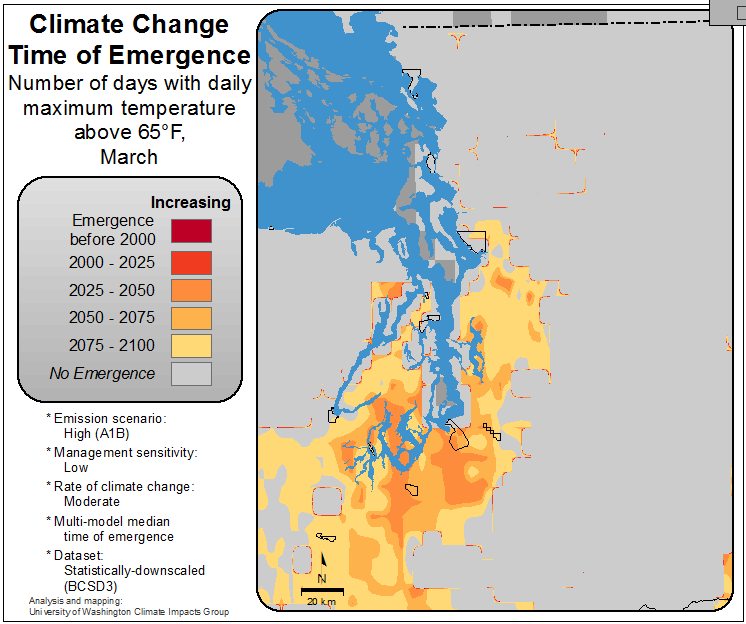 Climate Change
Time of Emergence
Number of days with daily
maximum temperature
above 65°F,
March
Increasing
Emergence
before 2000
2000 - 2025
2025 - 2050
2050 - 2075
2075 - 2100
No Emergence
* Emission scenario:
High (A1B)
* Management sensitivity:
Low
* Rate of climate change:
Moderate
* Multi-model median
time of emergence
* Dataset:
Statistically-downscaled
(BCSD3)
Analysis and mapping:
University of Washington Climate Impacts Group
N
20 km